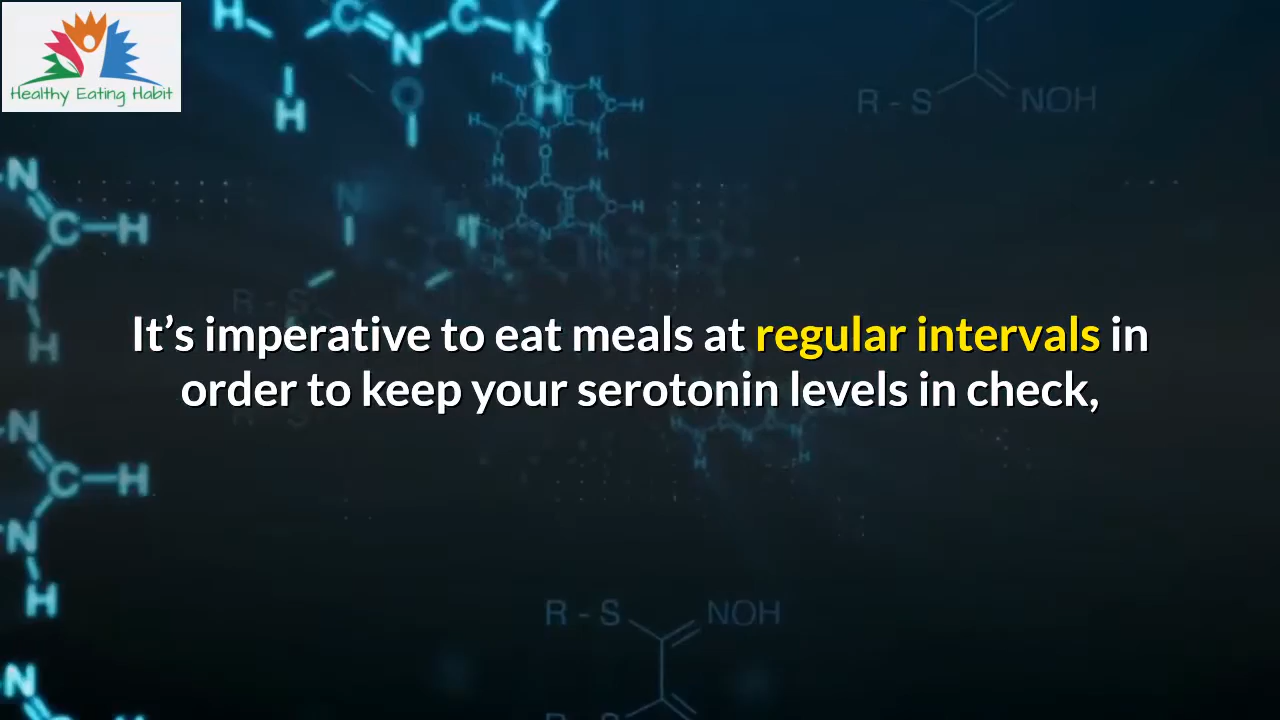 Healthy Eating Habit
H
C
N
C
N
H
H
O
R - S
NOH
N
C-H
N
H
It's imperative to eat meals at regular intervals in
order to keep your serotonin levels in check,
N
C-H
N
H
R - S
NOH
N